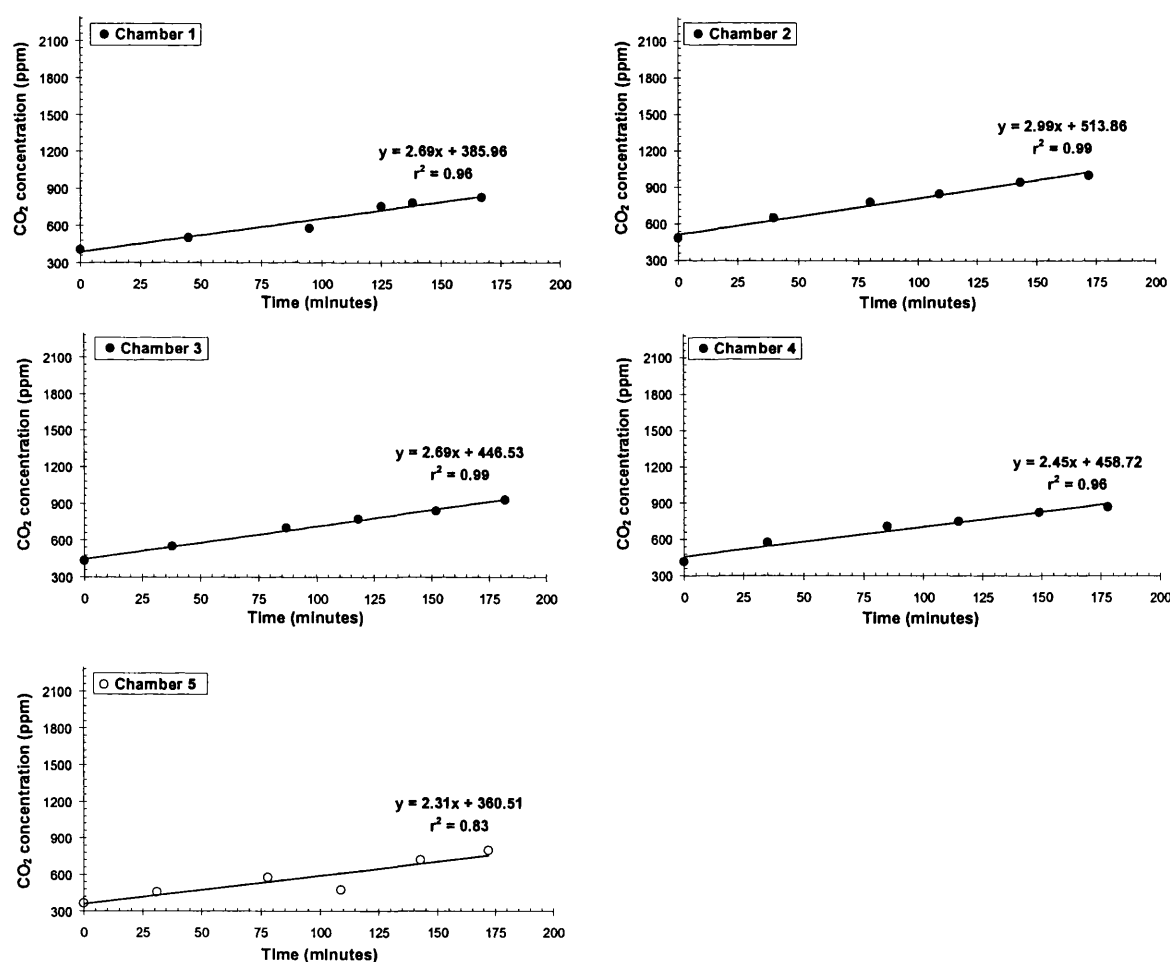 Chamber 1
CO₂ concentration (ppm)
2100
1800
1500
1200
900
600
300
y = 2.69x + 385.96
r² = 0.96
0 25 50 75 100 125 150 175 200
Time (minutes)
Chamber 2
CO₂ concentration (ppm)
2100
1800
1500
1200
900
600
300
y = 2.99x + 513.86
r² = 0.99
0 25 50 75 100 125 150 175 200
Time (minutes)
Chamber 3
CO₂ concentration (ppm)
2100
1800
1500
1200
900
600
300
y = 2.69x + 446.53
r² = 0.99
0 25 50 75 100 125 150 175 200
Time (minutes)
Chamber 4
CO₂ concentration (ppm)
2100
1800
1500
1200
900
600
300
y = 2.45x + 458.72
r² = 0.96
0 25 50 75 100 125 150 175 200
Time (minutes)
Chamber 5
CO₂ concentration (ppm)
2100
1800
1500
1200
900
600
300
y = 2.31x + 360.51
r² = 0.83
0 25 50 75 100 125 150 175 200
Time (minutes)